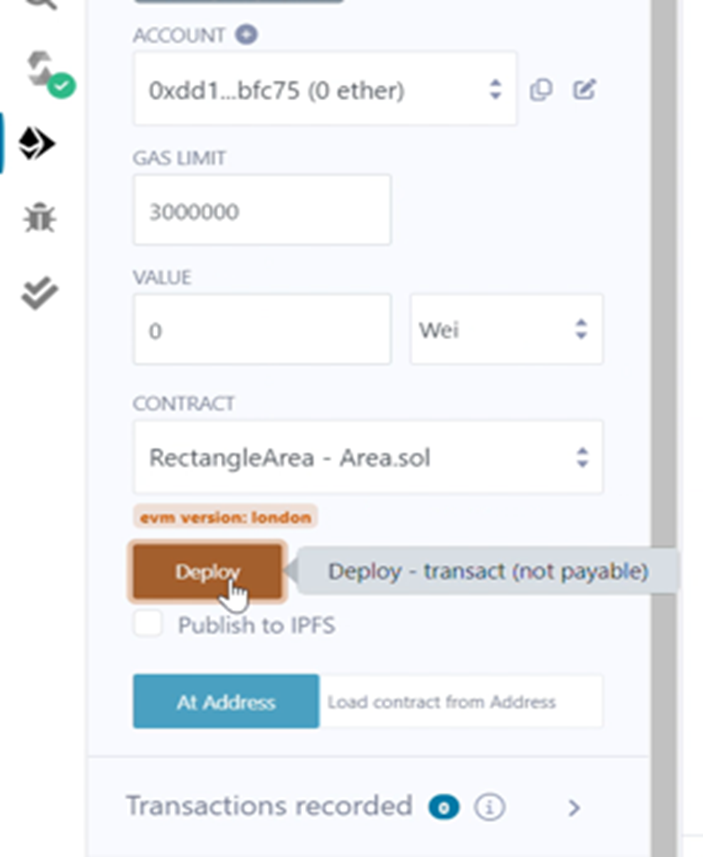 ACCOUNT
0xdd1...bfc75 (0 ether)
GAS LIMIT
3000000
VALUE
0
Wei
CONTRACT
RectangleArea - Area.sol
evm version: london
Deploy
Deploy - transact (not payable)
Publish to IPFS
At Address
Load contract from Address
Transactions recorded 0 i